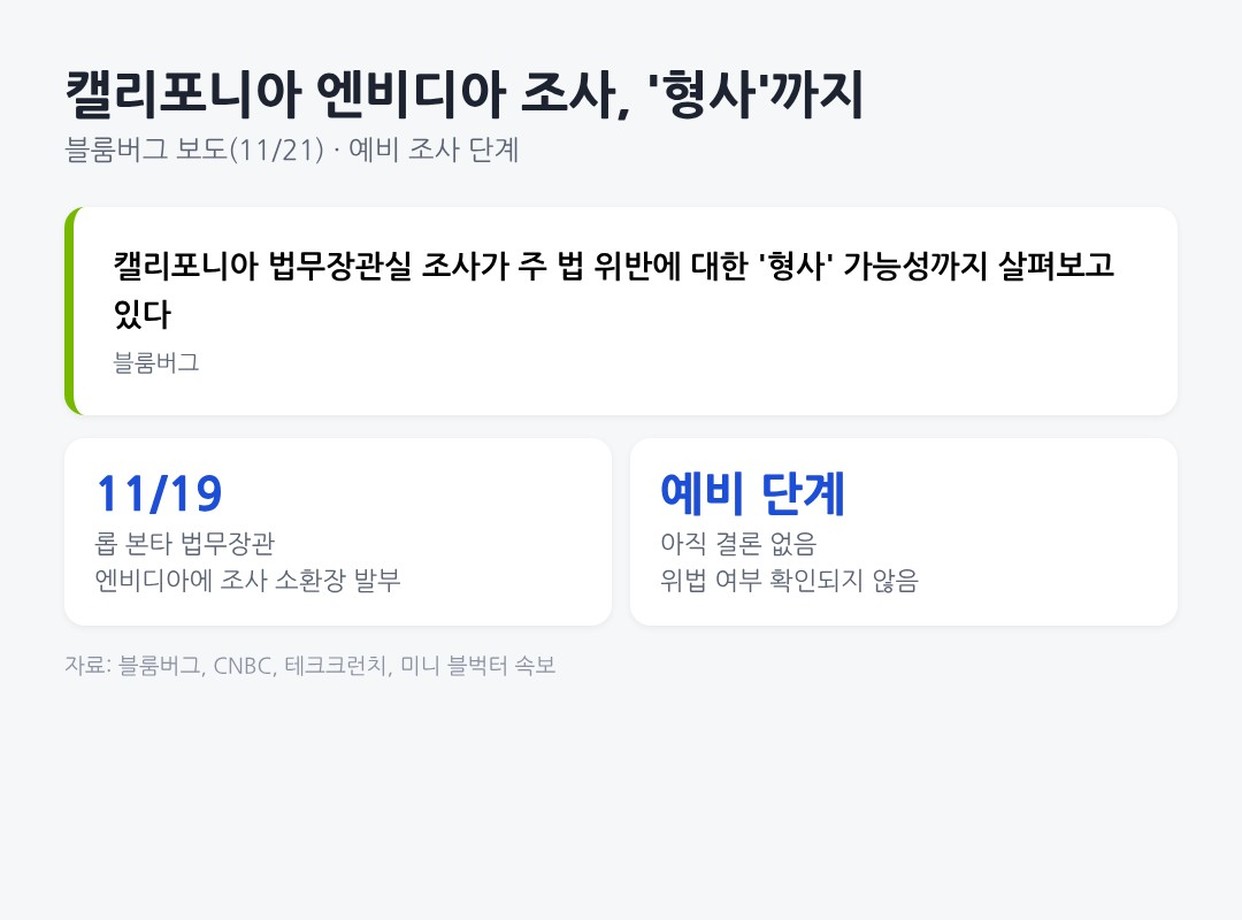 캘리포니아 엔비디아 조사, '형사'까지
블룸버그 보도(11/21) · 예비 조사 단계
캘리포니아 법무장관실 조사가 주 법 위반에 대한 '형사' 가능성까지 살펴보고
있다
블룸버그
11/19
롭 본타 법무장관
엔비디아에 조사 소환장 발부
예비 단계
아직 결론 없음
위법 여부 확인되지 않음
자료: 블룸버그, CNBC, 테크크런치, 미니 블벅터 속보